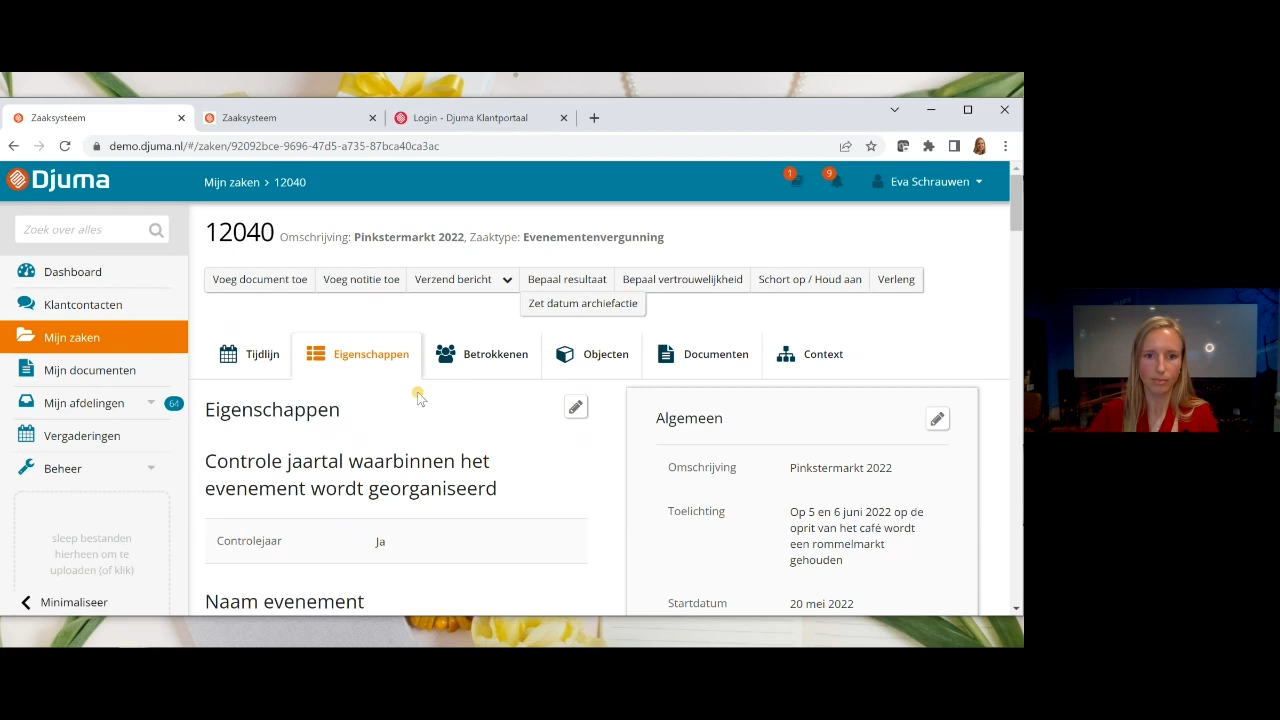 Zaaksysteem
Zaaksysteem
Login - Djuma Klantportaal
demo.djuma.nl/#/zaken/92092bce-9696-47d5-a735-87bca40ca3ac
Djuma
Mijn zaken > 12040
1
9
Eva Schrauwen
Zoek over alles
Dashboard
Klantcontacten
Mijn zaken
Mijn documenten
Mijn afdelingen
64
Vergaderingen
Beheer
sleep bestanden
hierheen om te
uploaden (of klik)
Minimaliseer
12040 Omschrijving: Pinkstermarkt 2022, Zaaktype: Evenementenvergunning
Voeg document toe
Voeg notitie toe
Verzend bericht
Bepaal resultaat
Bepaal vertrouwelijkheid
Schort op / Houd aan
Verleng
Zet datum archiefactie
Tijdlijn
Eigenschappen
Betrokkenen
Objecten
Documenten
Context
Eigenschappen
Controle jaartal waarbinnen het
evenement wordt georganiseerd
Controlejaar Ja
Naam evenement
Algemeen
Omschrijving Pinkstermarkt 2022
Toelichting Op 5 en 6 juni 2022 op de
oprit van het café wordt
een rommelmarkt
gehouden
Startdatum 20 mei 2022